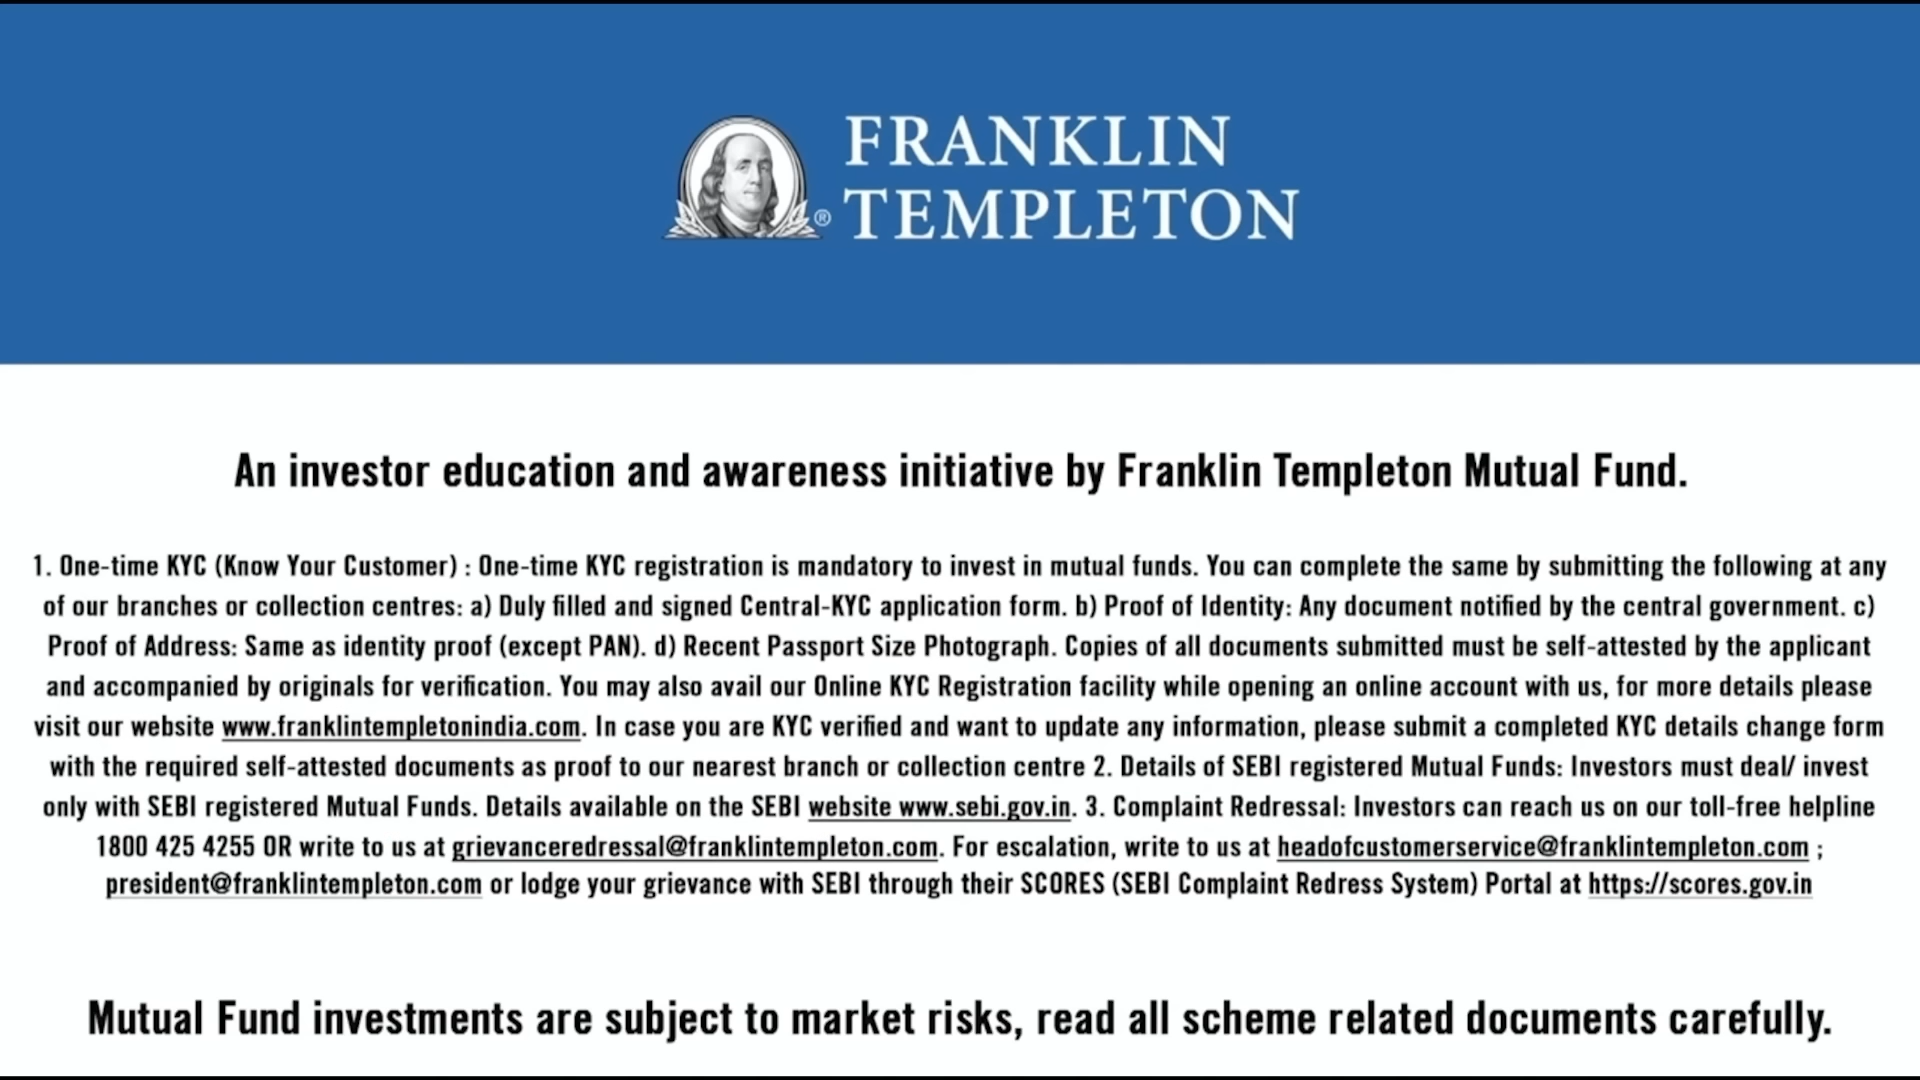 FRANKLIN
TEMPLETON
®
An investor education and awareness initiative by Franklin Templeton Mutual Fund.
1. One-time KYC (Know Your Customer) : One-time KYC registration is mandatory to invest in mutual funds. You can complete the same by submitting the following at any
of our branches or collection centres: a) Duly filled and signed Central-KYC application form. b) Proof of Identity: Any document notified by the central government. c)
Proof of Address: Same as identity proof (except PAN). d) Recent Passport Size Photograph. Copies of all documents submitted must be self-attested by the applicant
and accompanied by originals for verification. You may also avail our Online KYC Registration facility while opening an online account with us, for more details please
visit our website www.franklintempletonindia.com. In case you are KYC verified and want to update any information, please submit a completed KYC details change form
with the required self-attested documents as proof to our nearest branch or collection centre 2. Details of SEBI registered Mutual Funds: Investors must deal/ invest
only with SEBI registered Mutual Funds. Details available on the SEBI website www.sebi.gov.in. 3. Complaint Redressal: Investors can reach us on our toll-free helpline
1800 425 4255 OR write to us at grievanceredressal@franklintempleton.com. For escalation, write to us at headofcustomerservice@franklintempleton.com ;
president@franklintempleton.com or lodge your grievance with SEBI through their SCORES (SEBI Complaint Redress System) Portal at https://scores.gov.in
Mutual Fund investments are subject to market risks, read all scheme related documents carefully.